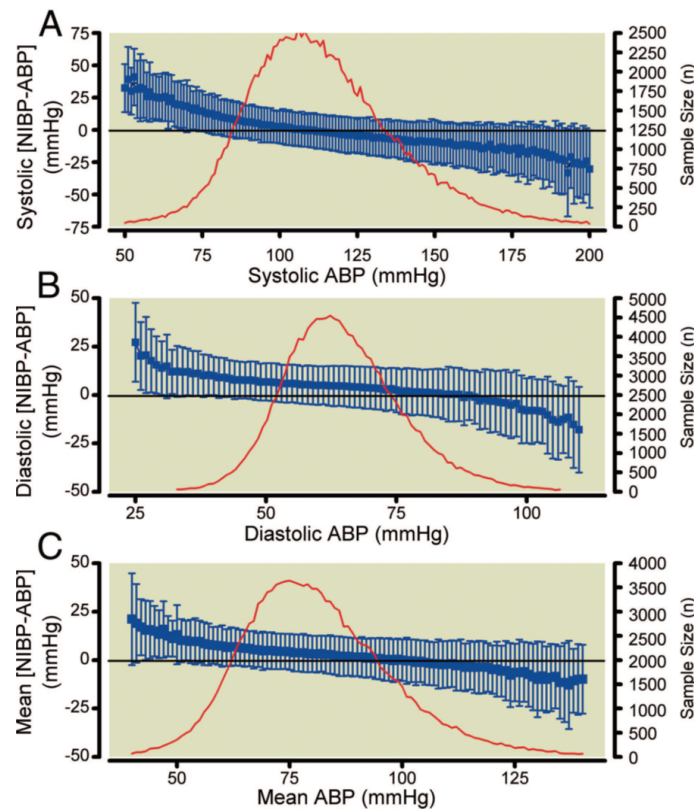 A
Systolic [NIBP-ABP]
(mmHg)
75
50
25
0
-25
-50
-75
2500
2250
2000
1750
1500
1250
1000
750
500
250
0
Sample Size (n)
50 75 100 125 150 175 200
Systolic ABP (mmHg)
B
Diastolic [NIBP-ABP]
(mmHg)
50
25
0
-25
-50
5000
4500
4000
3500
3000
2500
2000
1500
1000
500
0
Sample Size (n)
25 50 75 100
Diastolic ABP (mmHg)
C
Mean [NIBP-ABP]
(mmHg)
50
25
0
-25
-50
4000
3500
3000
2500
2000
1500
1000
500
0
Sample Size (n)
50 75 100 125
Mean ABP (mmHg)